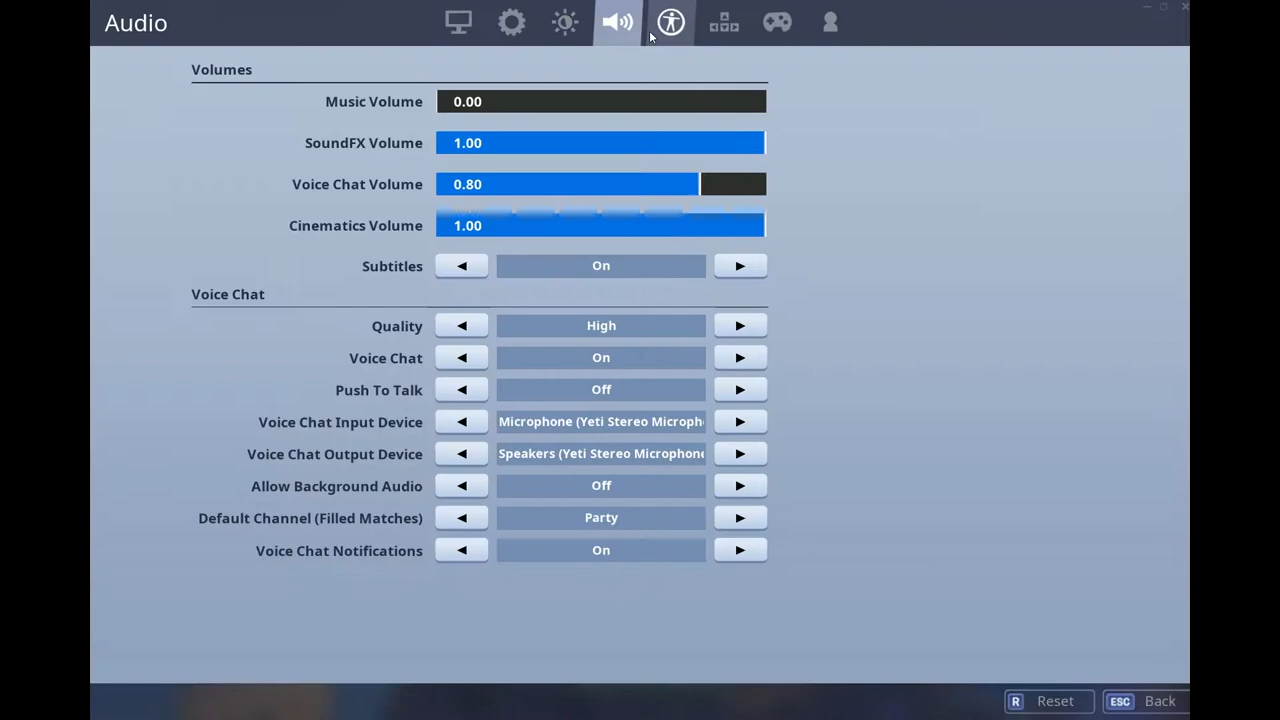 Audio
Volumes
Music Volume 0.00
SoundFX Volume 1.00
Voice Chat Volume 0.80
Cinematics Volume 1.00
Subtitles On
Voice Chat
Quality High
Voice Chat On
Push To Talk Off
Voice Chat Input Device Microphone (Yeti Stereo Microph
Voice Chat Output Device Speakers (Yeti Stereo Microphone
Allow Background Audio Off
Default Channel (Filled Matches) Party
Voice Chat Notifications On
R Reset ESC Back